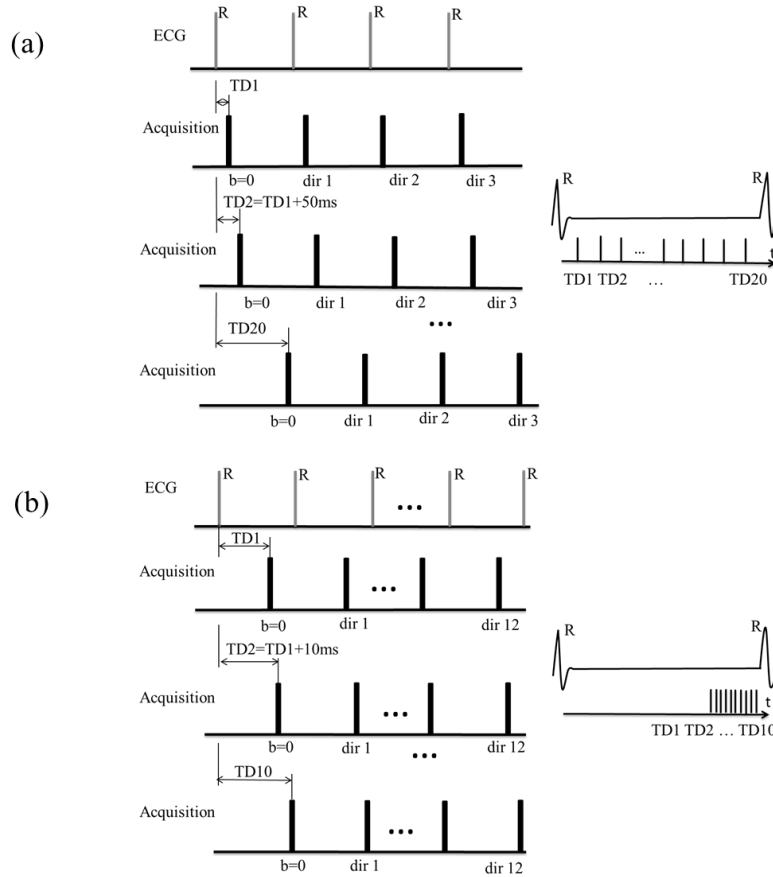 (a)
ECG
R R R R
TD1
Acquisition
b=0 dir 1 dir 2 dir 3
TD2=TD1+50ms
Acquisition
b=0 dir 1 dir 2 dir 3
...
TD20
Acquisition
b=0 dir 1 dir 2 dir 3
R R
... t
TD1 TD2 ... TD20
(b)
ECG
R R R ... R R
TD1
Acquisition
...
b=0 dir 1 dir 12
TD2=TD1+10ms
Acquisition
...
b=0 dir 1 dir 12
...
TD10
Acquisition
...
b=0 dir 1 dir 12
R R
t
TD1 TD2 ... TD10